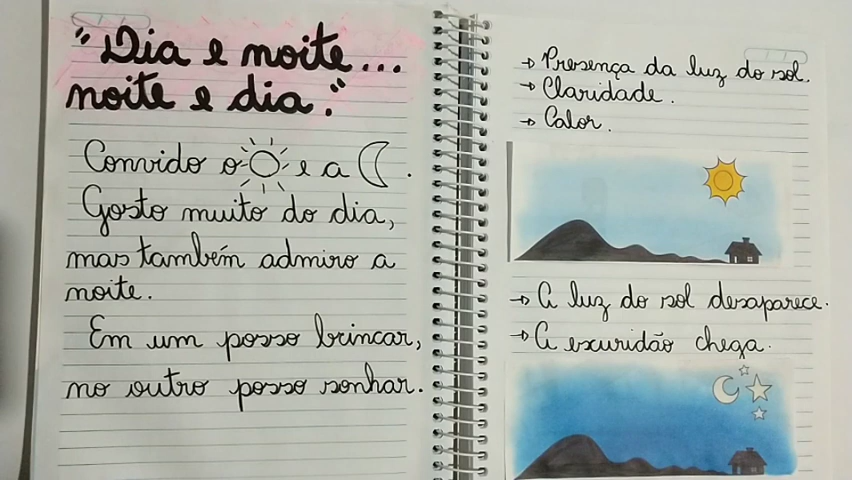 "Dia e noite...
noite e dia."
Convido o e a .
Gosto muito do dia,
mas também admiro a
noite.
Em um posso brincar,
no outro posso sonhar.
→ Presença da luz do sol.
→ Claridade.
→ Calor.
→ A luz do sol desaparece.
→ A escuridão chega.